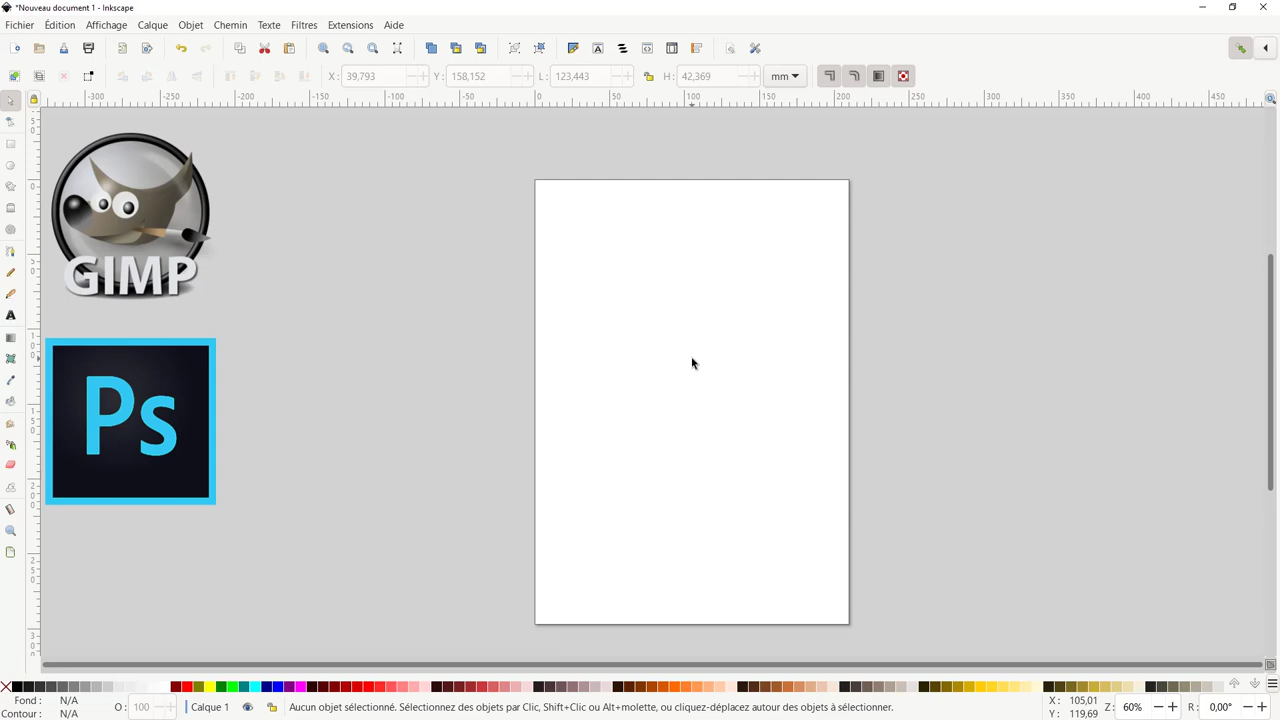 *Nouveau document 1 - Inkscape
Fichier Édition Affichage Calque Objet Chemin Texte Filtres Extensions Aide
X : 39,793 Y : 158,152 L : 123,443 H : 42,369 mm
-300 -250 -200 -150 -100 -50 0 50 100 150 200 250 300 350 400 450
GIMP
Ps
Fond : N/A O : 100 Calque 1 Aucun objet sélectionné. Sélectionnez des objets par Clic, Shift+Clic ou Alt+molette, ou cliquez-déplacez autour des objets à sélectionner. X : 105,01 Z : 60% R : 0,00°
Contour : N/A Y : 119,69